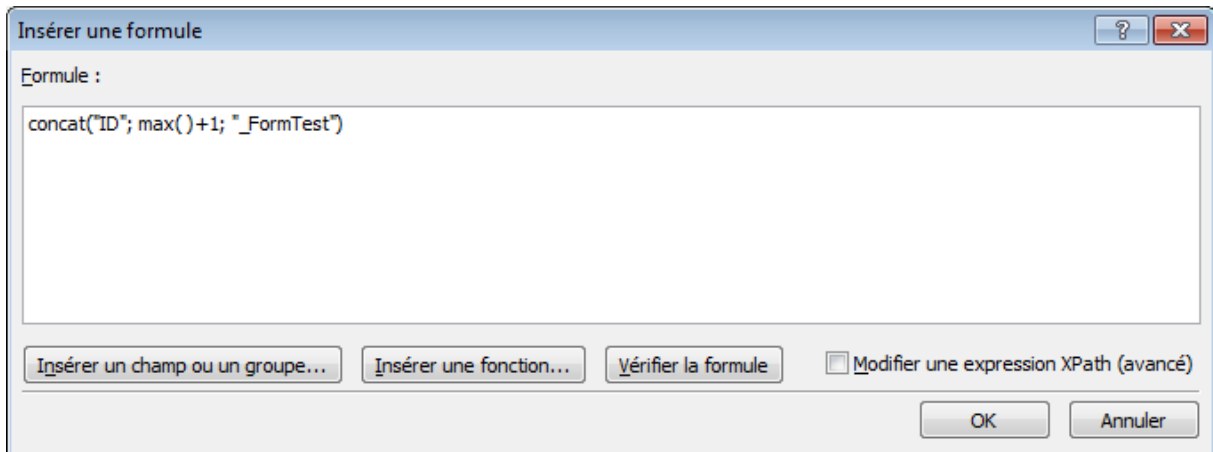 Insérer une formule
Formule :
concat("ID"; max( )+1; "_FormTest")
Insérer un champ ou un groupe... Insérer une fonction... Vérifier la formule Modifier une expression XPath (avancé)
OK Annuler